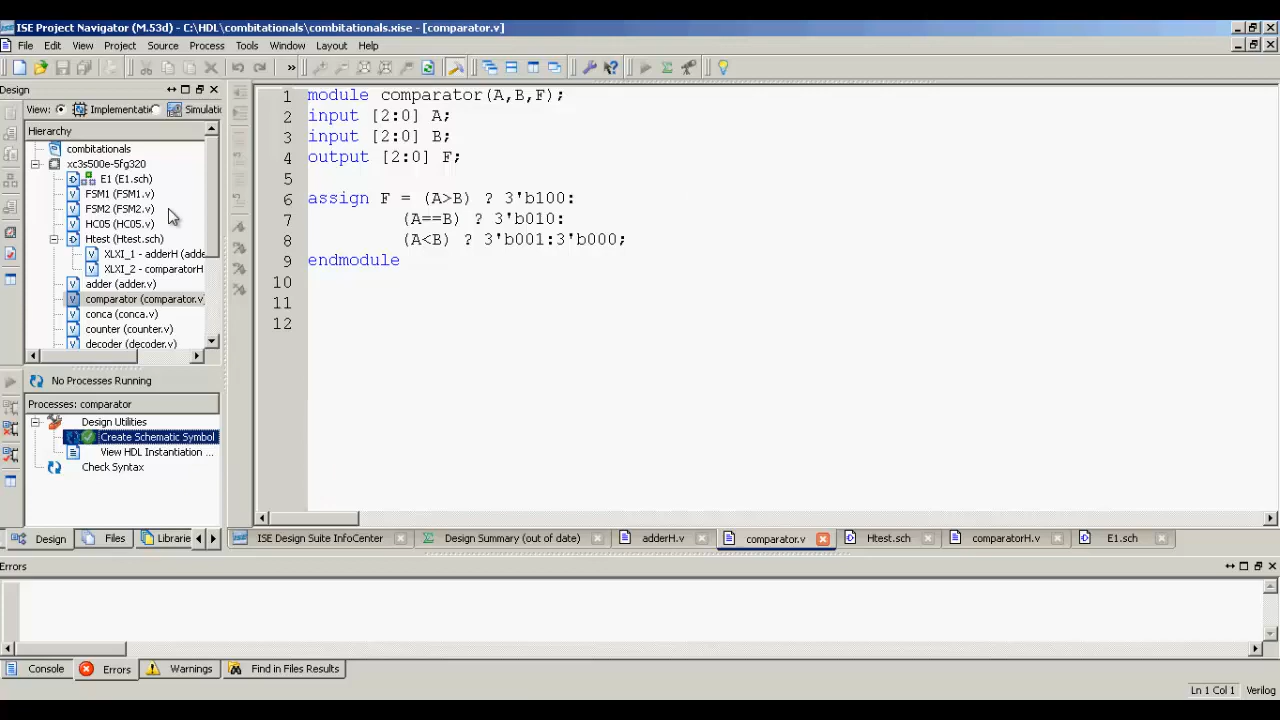 ISE Project Navigator (M.53d) - C:\HDL\combitationals\combitationals.xise - [comparator.v]
File Edit View Project Source Process Tools Window Layout Help
»
Design
View: Implementatic Simulatic
Hierarchy
combitationals
xc3s500e-5fg320
E1 (E1.sch)
FSM1 (FSM1.v)
FSM2 (FSM2.v)
HC05 (HC05.v)
Htest (Htest.sch)
XLXI_1 - adderH (adde
XLXI_2 - comparatorH
adder (adder.v)
comparator (comparator.v
conca (conca.v)
counter (counter.v)
decoder (decoder.v)
No Processes Running
Processes: comparator
Design Utilities
Create Schematic Symbol
View HDL Instantiation ...
Check Syntax
Design Files Librarie
1 module comparator(A,B,F);
2 input [2:0] A;
3 input [2:0] B;
4 output [2:0] F;
5
6 assign F = (A>B) ? 3'b100:
7 (A==B) ? 3'b010:
8 (A<B) ? 3'b001:3'b000;
9 endmodule
10
11
12
ISE Design Suite InfoCenter Design Summary (out of date) adderH.v comparator.v Htest.sch comparatorH.v E1.sch
Errors
Console Errors Warnings Find in Files Results
Ln 1 Col 1 Verilog